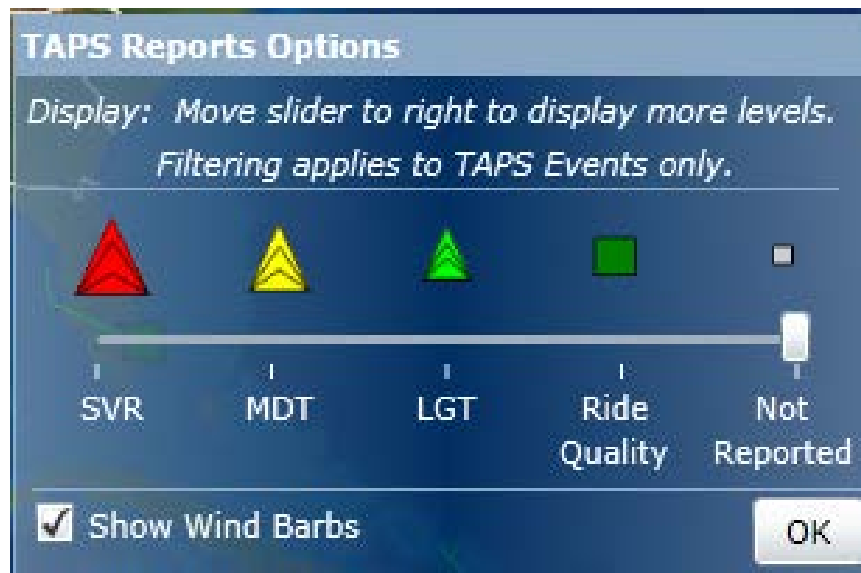 TAPS Reports Options
Display: Move slider to right to display more levels.
Filtering applies to TAPS Events only.
SVR MDT LGT Ride Not
Quality Reported
Show Wind Barbs OK